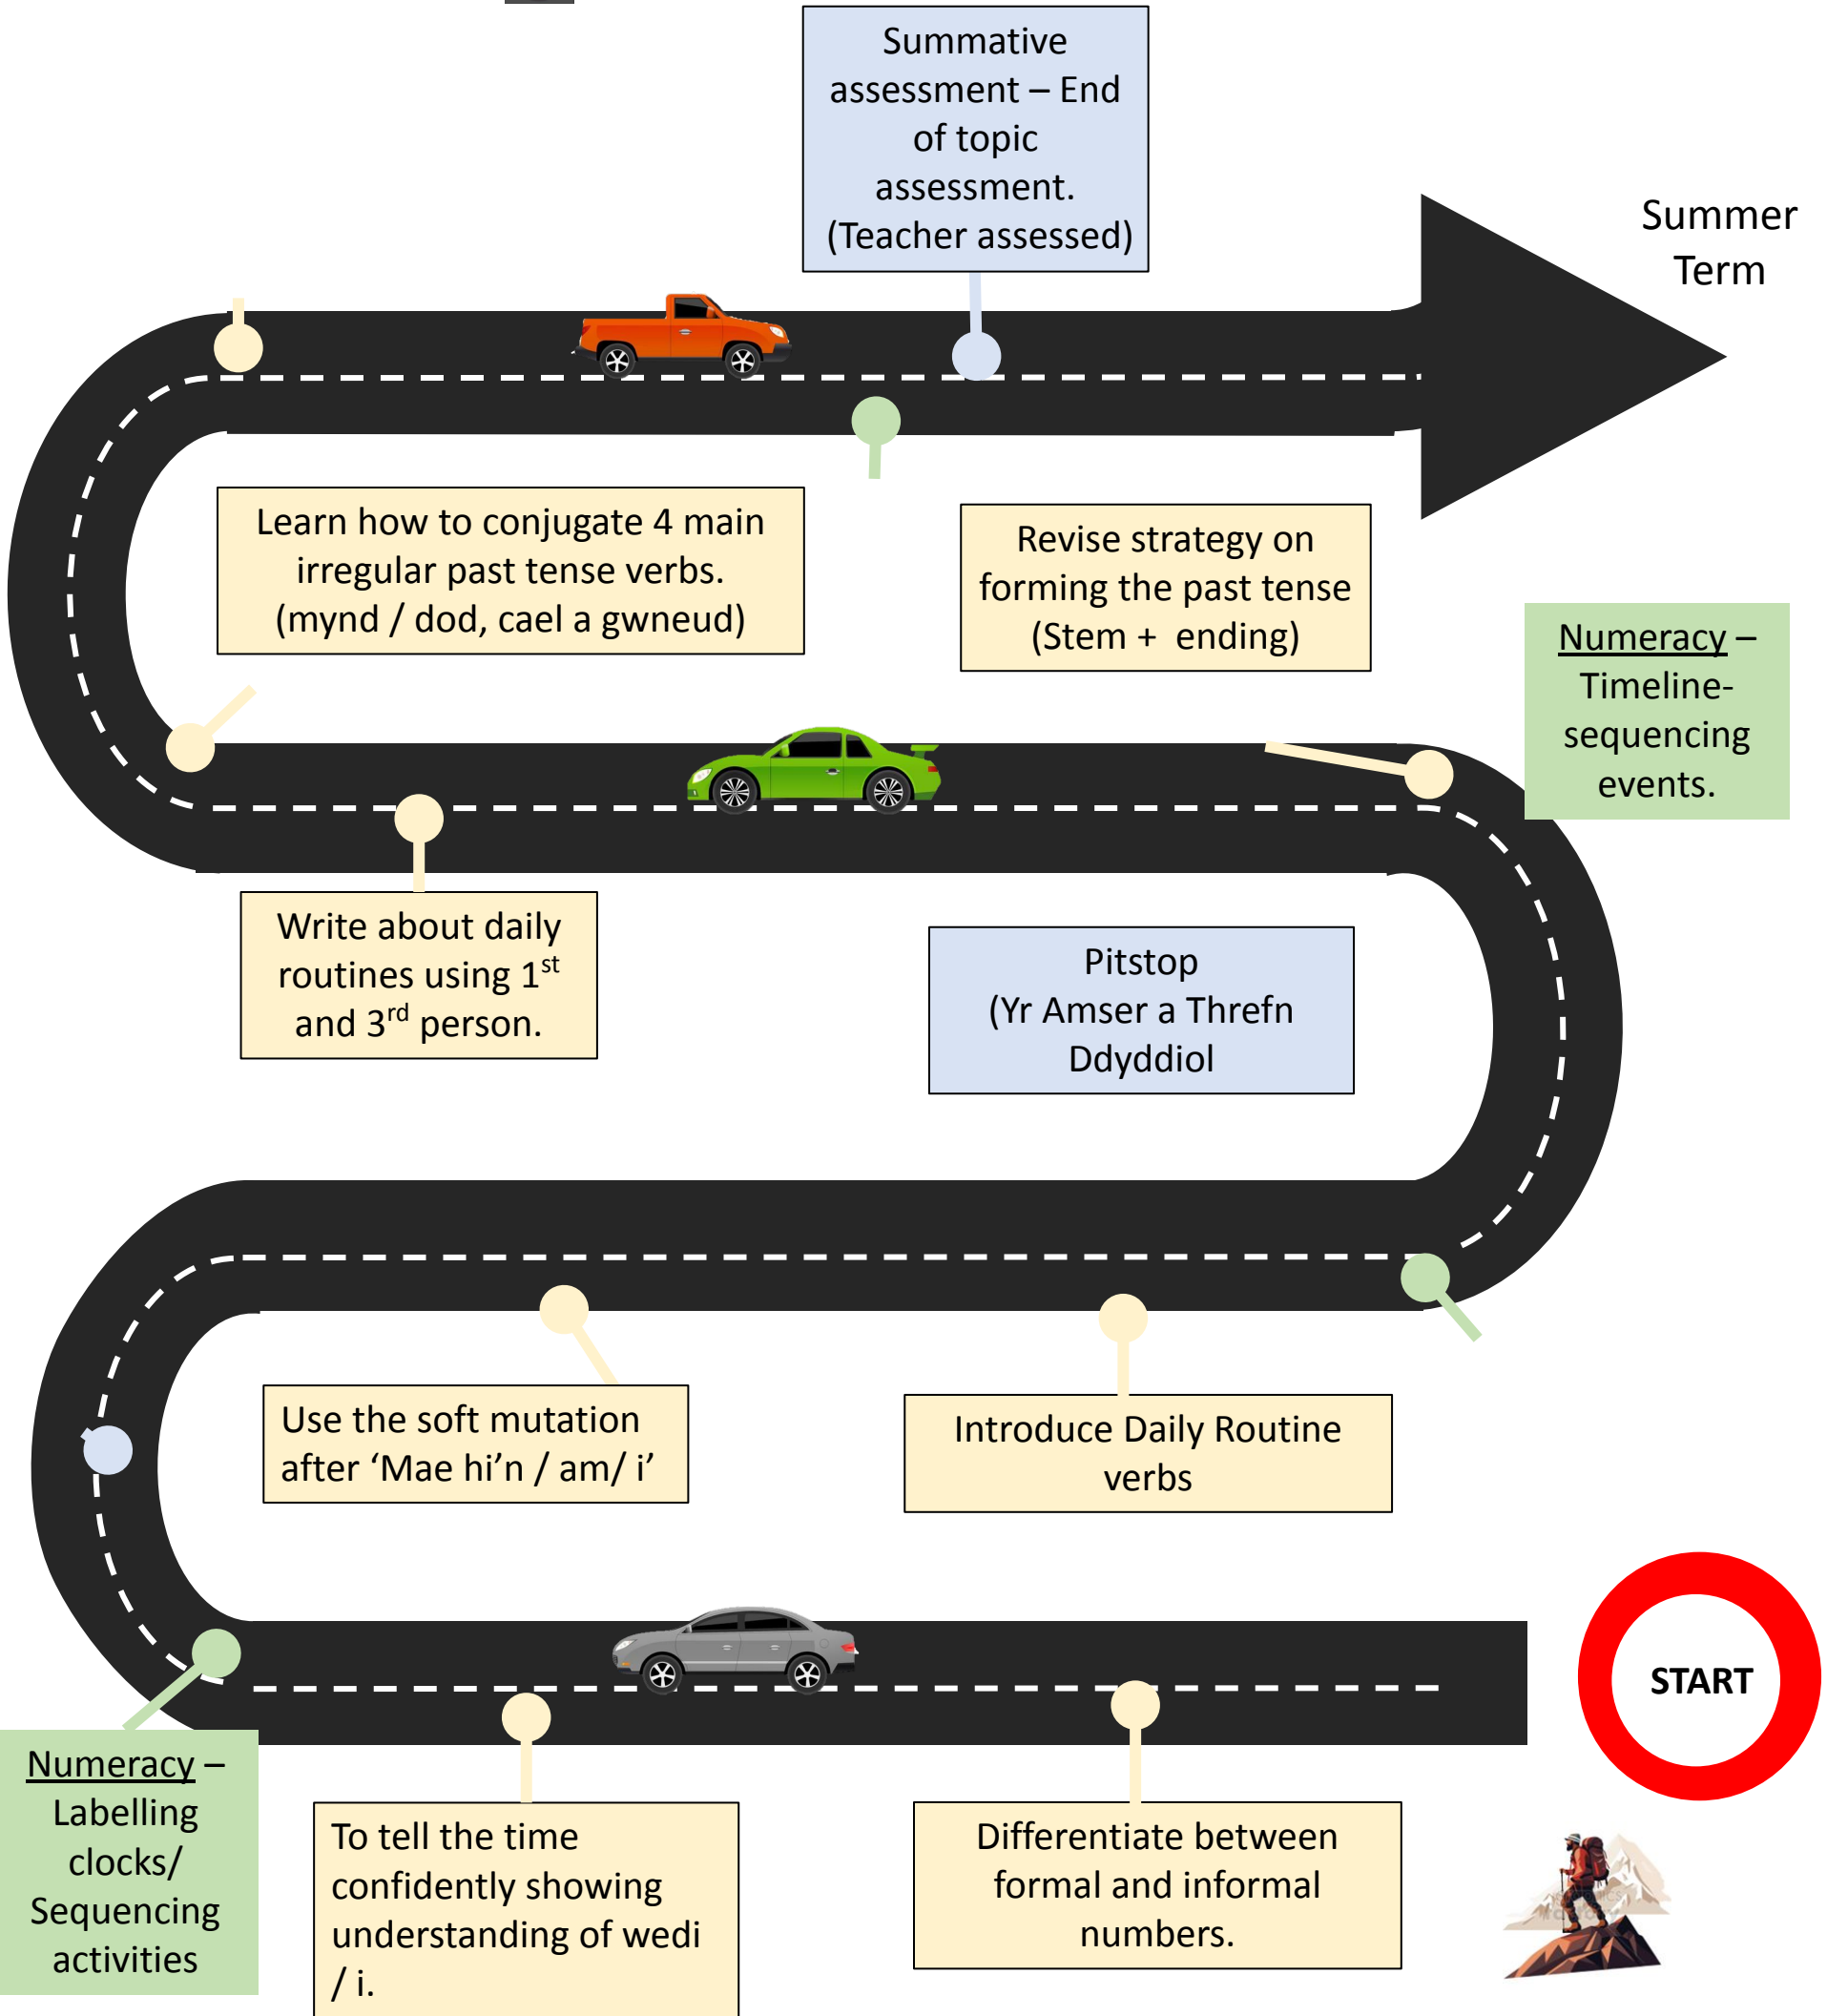 Summative
assessment – End
of topic
assessment.
(Teacher assessed)
Summer
Term
Learn how to conjugate 4 main
irregular past tense verbs.
(mynd / dod, cael a gwneud)
Revise strategy on
forming the past tense
(Stem + ending)
Numeracy –
Timeline-
sequencing
events.
Write about daily
routines using 1st
and 3rd person.
Pitstop
(Yr Amser a Threfn
Ddyddiol
Use the soft mutation
after ‘Mae hi’n / am/ i’
Introduce Daily Routine
verbs
START
Numeracy –
Labelling
clocks/
Sequencing
activities
To tell the time
confidently showing
understanding of wedi
/ i.
Differentiate between
formal and informal
numbers.